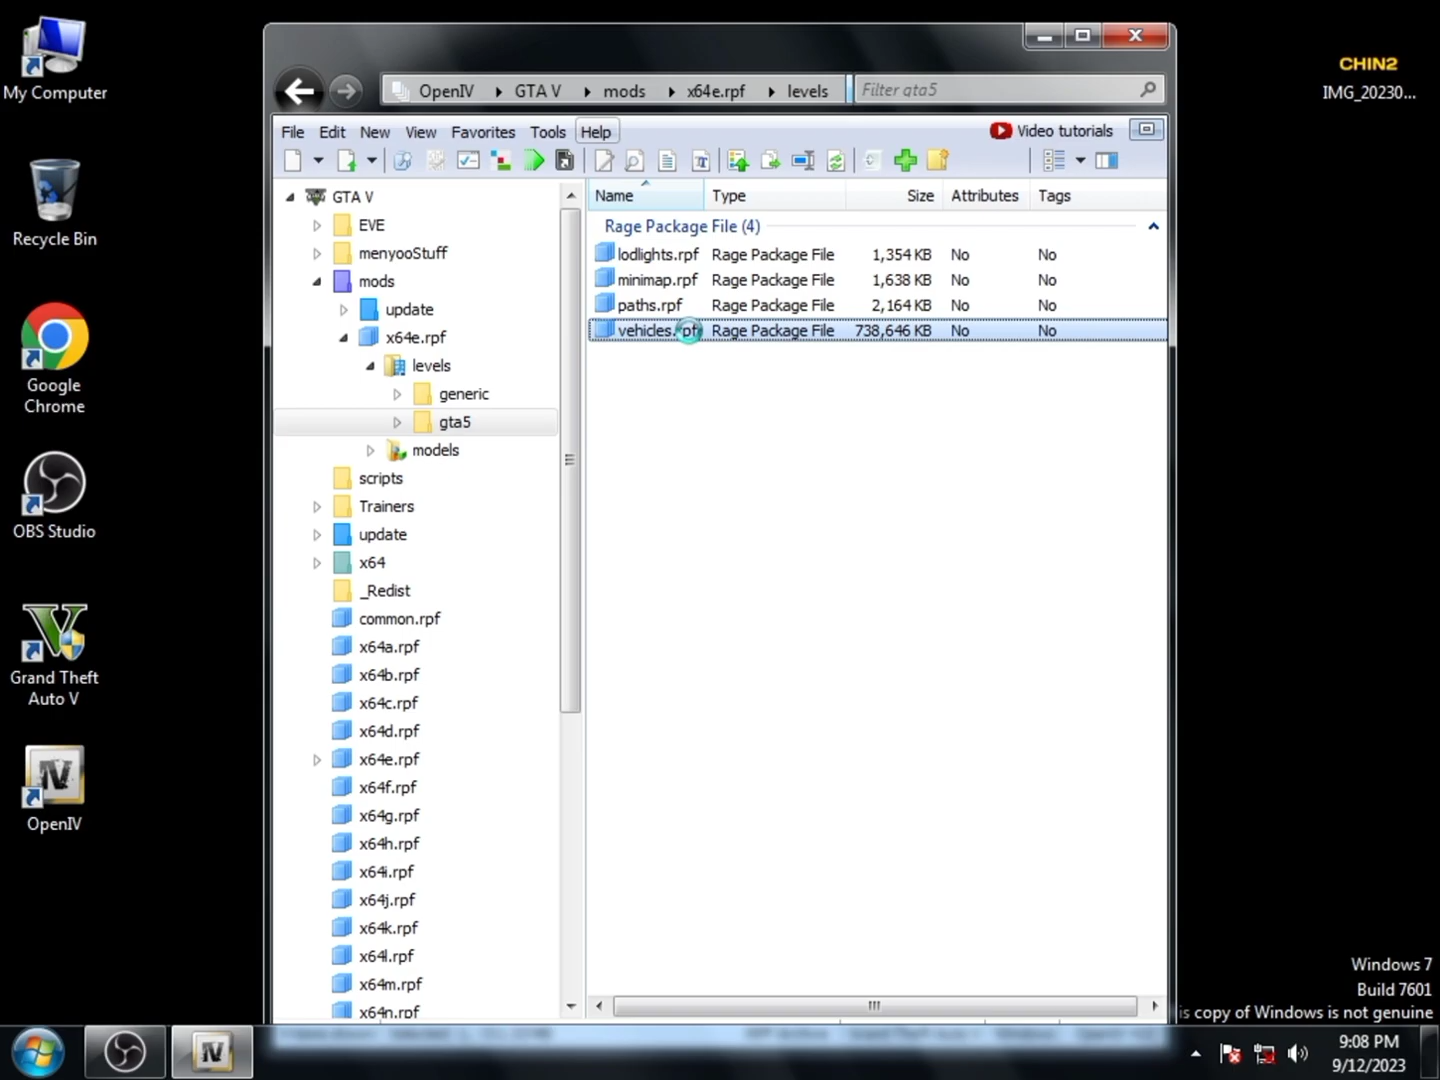 My Computer
Recycle Bin
Google
Chrome
OBS Studio
Grand Theft
Auto V
OpenIV
OpenIV
GTA V
mods
x64e.rpf
levels
Filter gta5
File
Edit
New
View
Favorites
Tools
Help
Video tutorials
GTA V
EVE
menyooStuff
mods
update
x64e.rpf
levels
generic
gta5
models
scripts
Trainers
update
x64
_Redist
common.rpf
x64a.rpf
x64b.rpf
x64c.rpf
x64d.rpf
x64e.rpf
x64f.rpf
x64g.rpf
x64h.rpf
x64i.rpf
x64j.rpf
x64k.rpf
x64l.rpf
x64m.rpf
x64n.rpf
Name Type Size Attributes Tags
Rage Package File (4)
lodlights.rpf Rage Package File 1,354 KB No No
minimap.rpf Rage Package File 1,638 KB No No
paths.rpf Rage Package File 2,164 KB No No
vehicles.rpf Rage Package File 738,646 KB No No
CHIN2
IMG_20230...
Windows 7
Build 7601
is copy of Windows is not genuine
9:08 PM
9/12/2023